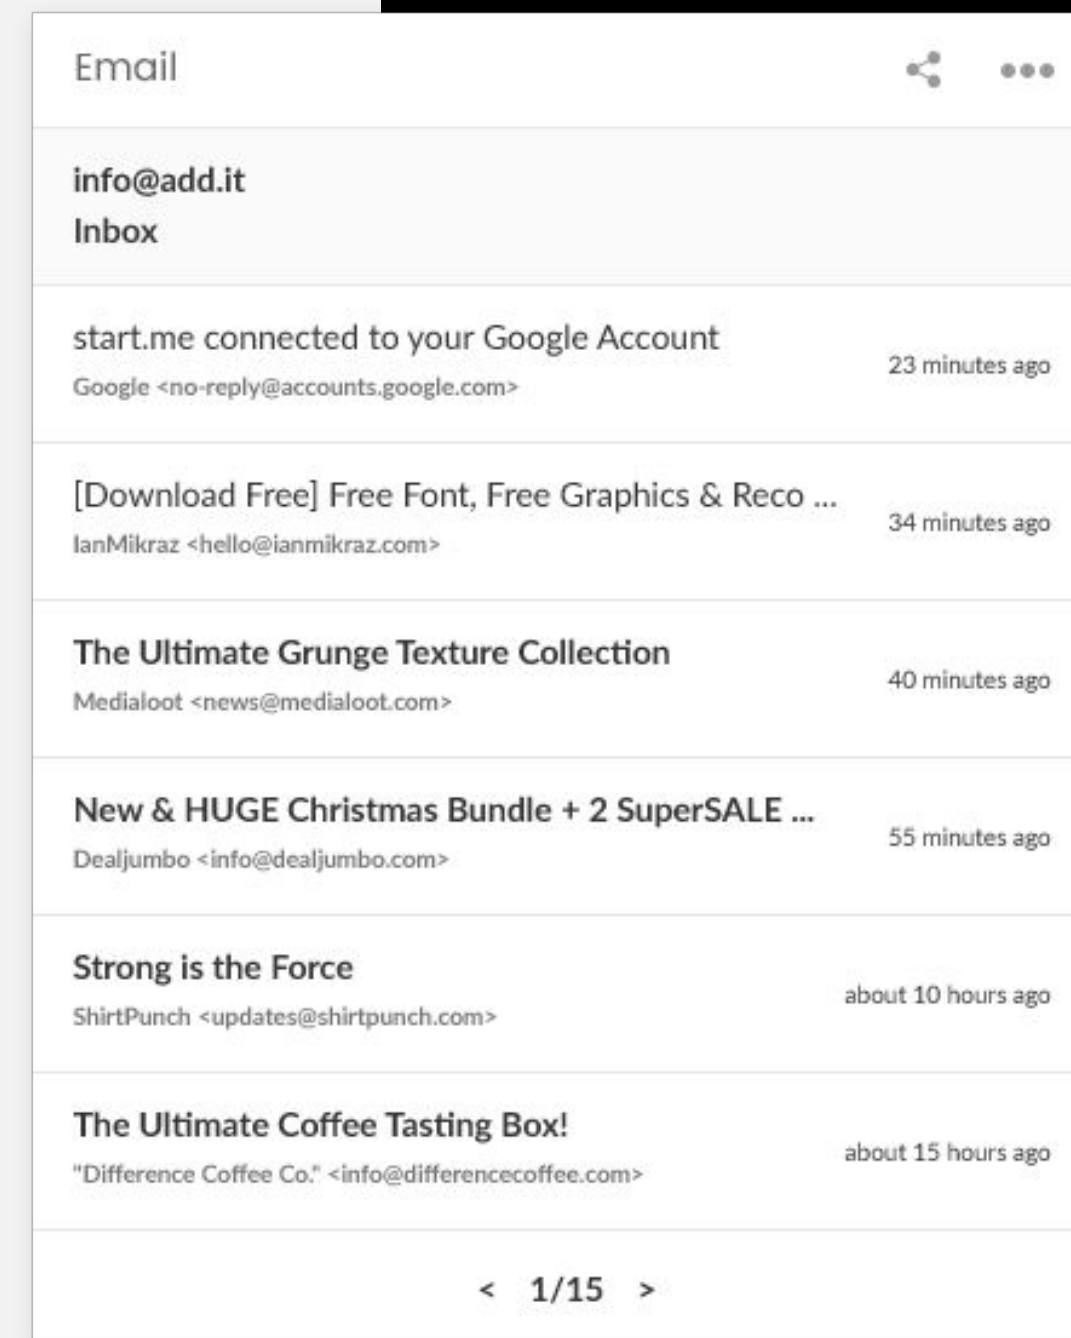 Email
info@add.it
Inbox
start.me connected to your Google Account
23 minutes ago
Google <no-reply@accounts.google.com>
[Download Free] Free Font, Free Graphics & Reco ...
34 minutes ago
IanMikraz <hello@ianmikraz.com>
The Ultimate Grunge Texture Collection
40 minutes ago
Medialoot <news@medialoot.com>
New & HUGE Christmas Bundle + 2 SuperSALE ...
55 minutes ago
Dealjumbo <info@dealjumbo.com>
Strong is the Force
about 10 hours ago
ShirtPunch <updates@shirtpunch.com>
The Ultimate Coffee Tasting Box!
about 15 hours ago
"Difference Coffee Co." <info@differencecoffee.com>
< 1/15 >